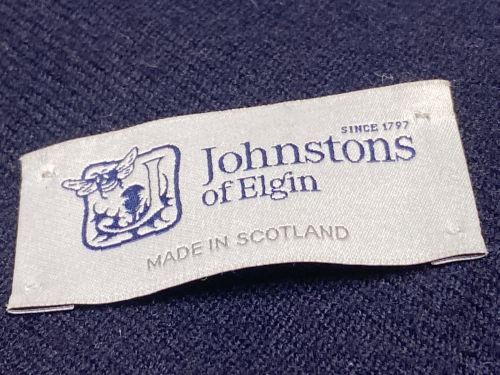 SINCE 1797
Johnstons
of Elgin
MADE IN SCOTLAND